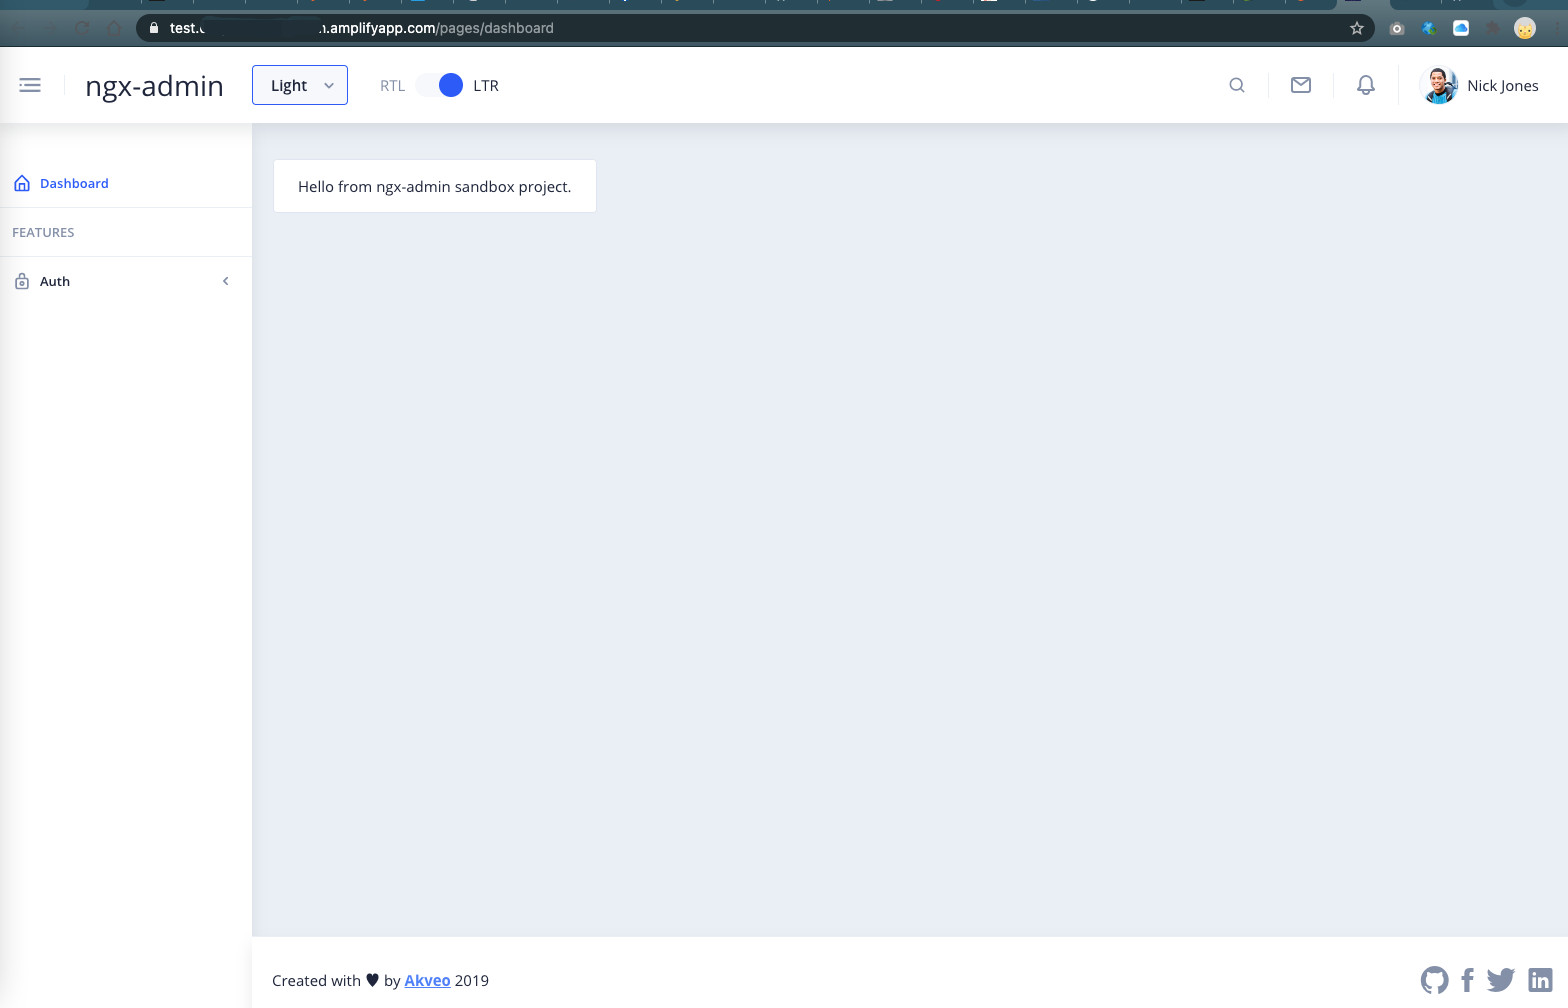 test. .amplifyapp.com/pages/dashboard
ngx-admin
Light
RTL LTR
Nick Jones
Dashboard
Hello from ngx-admin sandbox project.
FEATURES
Auth
Created with ♥ by Akveo 2019